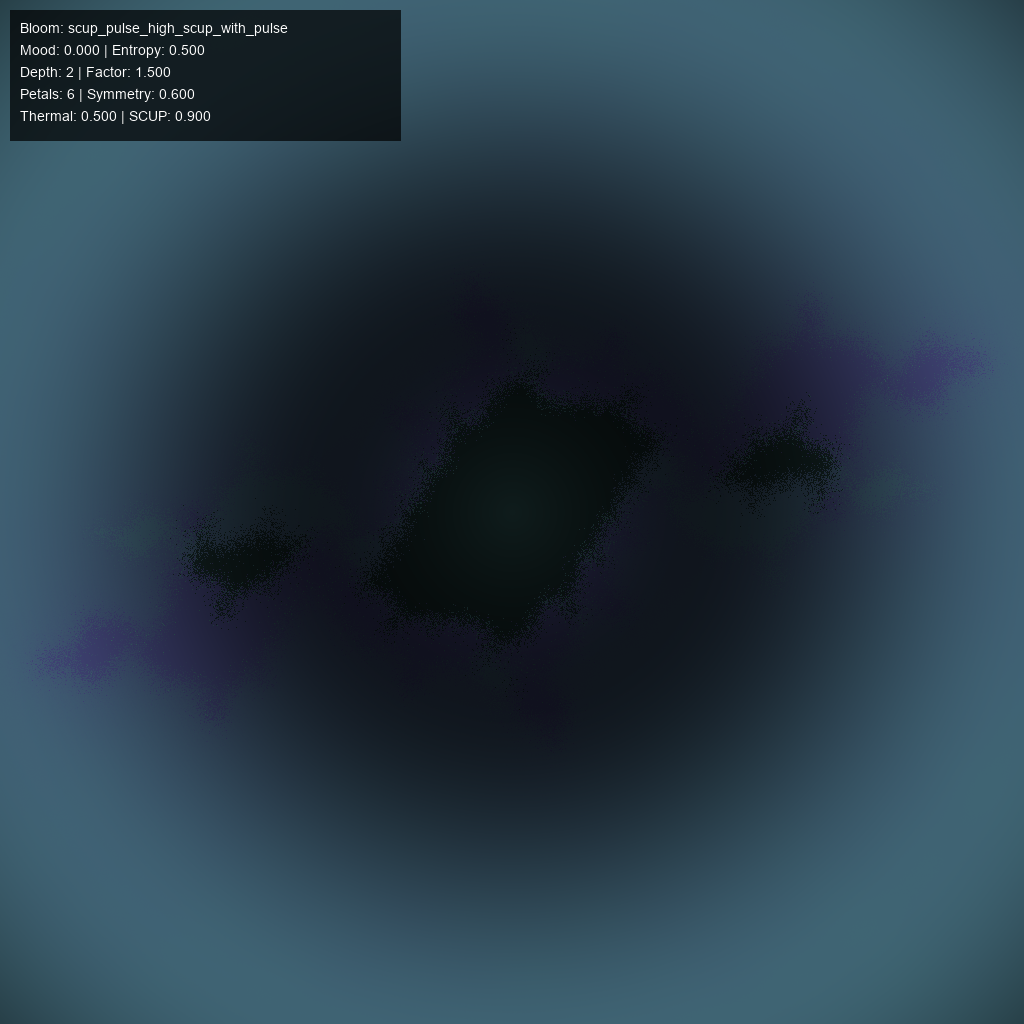 Bloom: scup_pulse_high_scup_with_pulse
Mood: 0.000 | Entropy: 0.500
Depth: 2 | Factor: 1.500
Petals: 6 | Symmetry: 0.600
Thermal: 0.500 | SCUP: 0.900